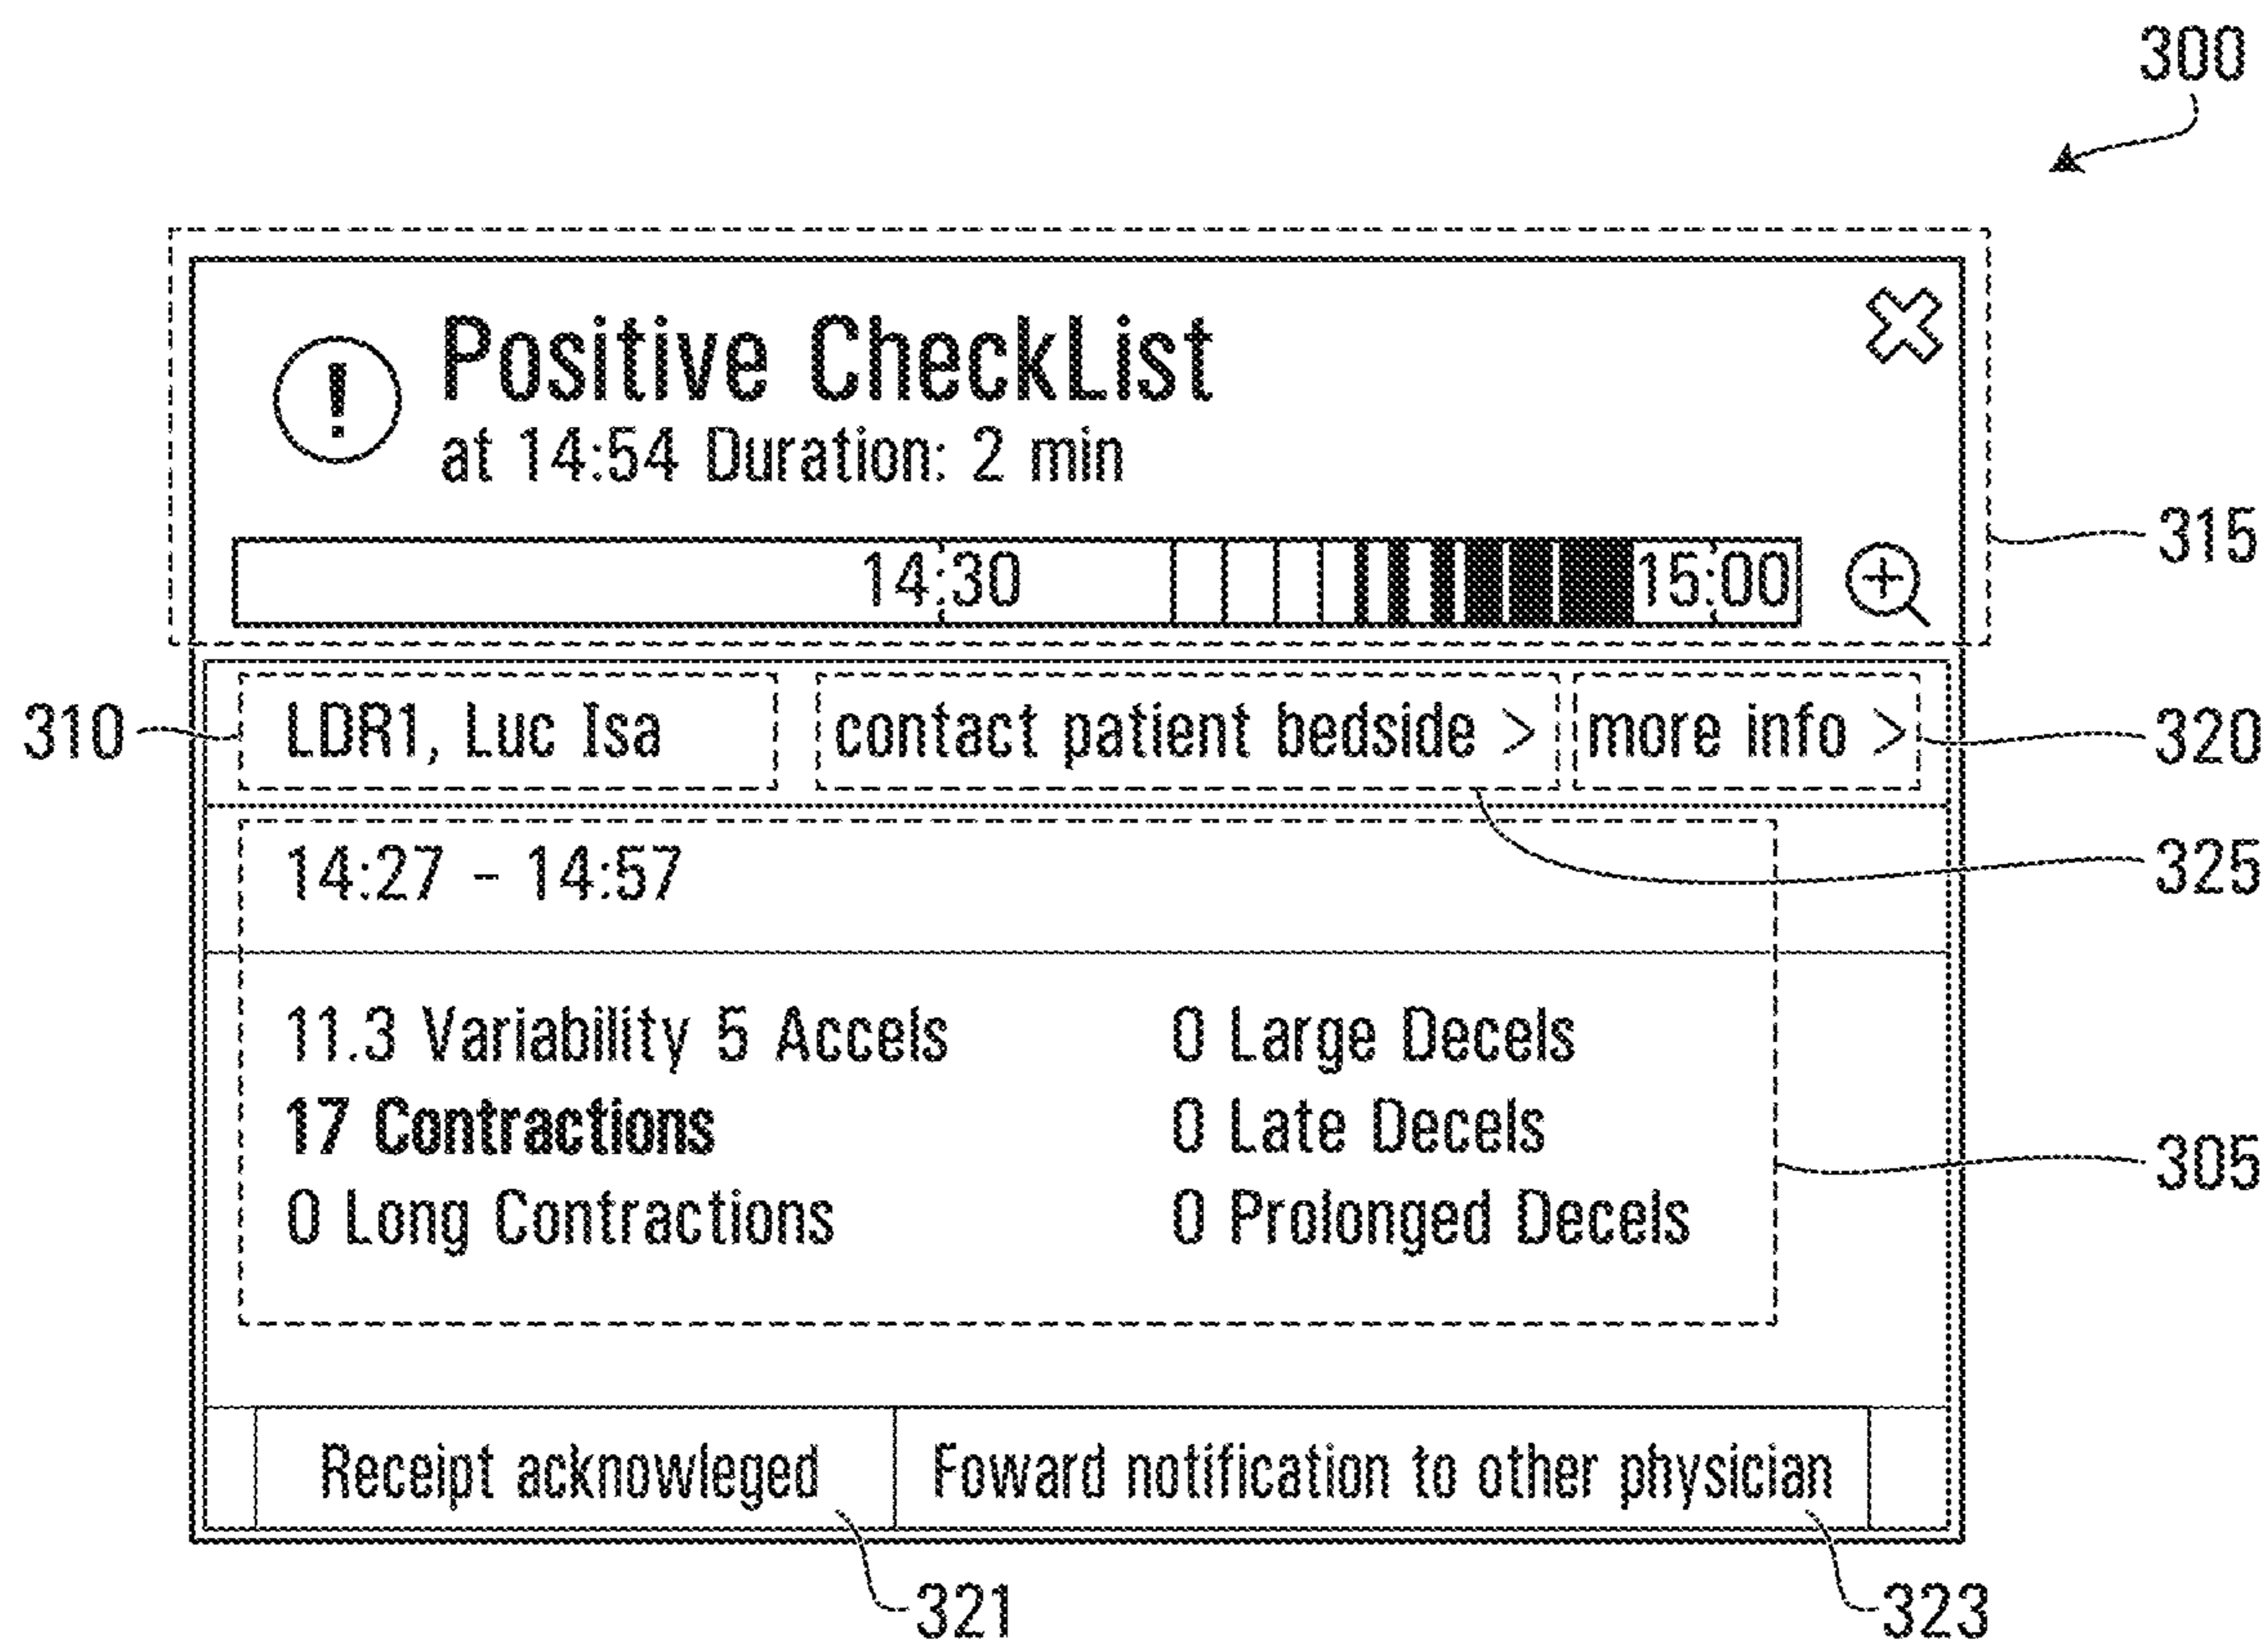 300
Positive CheckList
! at 14:54 Duration: 2 min
315
14:30 15:00
310 LDR1, Luc Isa contact patient bedside > more info > 320
14:27 - 14:57
325
11.3 Variability 5 Accels 0 Large Decels
17 Contractions 0 Late Decels
305
0 Long Contractions 0 Prolonged Decels
Receipt acknowleged Foward notification to other physician
321 323